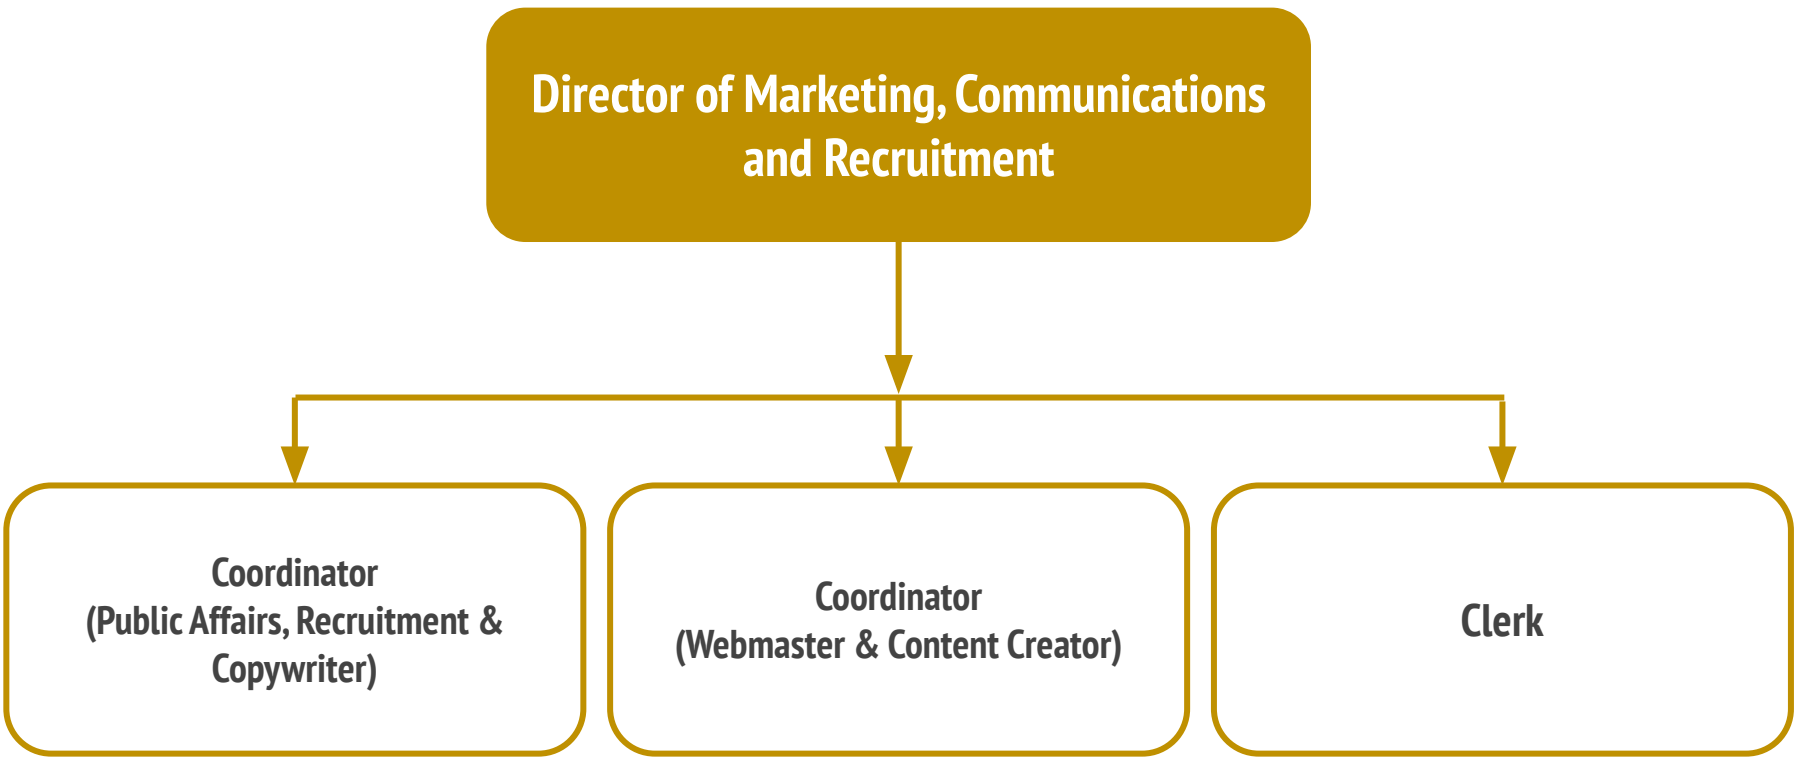 Director of Marketing, Communications
and Recruitment
Coordinator
(Public Affairs, Recruitment &
Copywriter)
Coordinator
(Webmaster & Content Creator)
Clerk